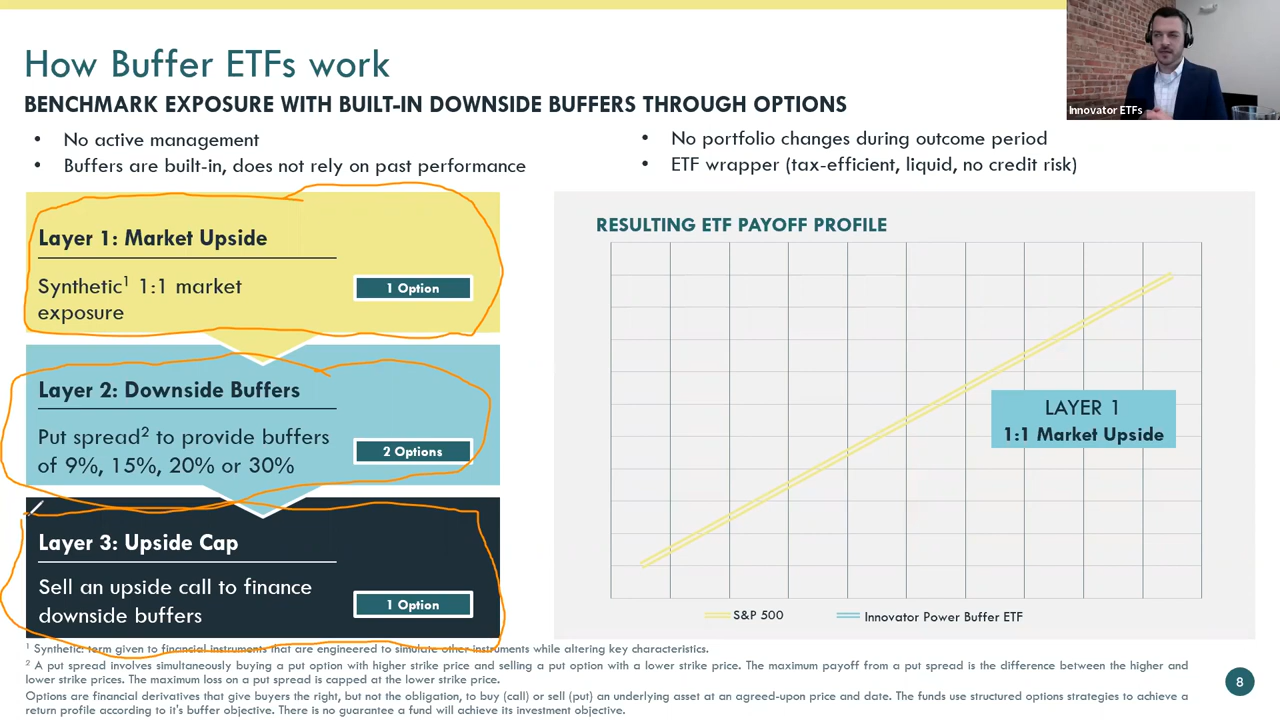 How Buffer ETFs work
BENCHMARK EXPOSURE WITH BUILT-IN DOWNSIDE BUFFERS THROUGH OPTIONS
• No active management
• Buffers are built-in, does not rely on past performance
• No portfolio changes during outcome period
• ETF wrapper (tax-efficient, liquid, no credit risk)
Innovator ETFs
Layer 1: Market Upside
Synthetic¹ 1:1 market
exposure
1 Option
Layer 2: Downside Buffers
Put spread² to provide buffers
of 9%, 15%, 20% or 30%
2 Options
Layer 3: Upside Cap
Sell an upside call to finance
downside buffers
1 Option
RESULTING ETF PAYOFF PROFILE
LAYER 1
1:1 Market Upside
S&P 500
Innovator Power Buffer ETF
¹ Synthetic: term given to financial instruments that are engineered to simulate other instruments while altering key characteristics.
² A put spread involves simultaneously buying a put option with higher strike price and selling a put option with a lower strike price. The maximum payoff from a put spread is the difference between the higher and
lower strike prices. The maximum loss on a put spread is capped at the lower strike price.
Options are financial derivatives that give buyers the right, but not the obligation, to buy (call) or sell (put) an underlying asset at an agreed-upon price and date. The funds use structured options strategies to achieve a
return profile according to it's buffer objective. There is no guarantee a fund will achieve its investment objective.
8